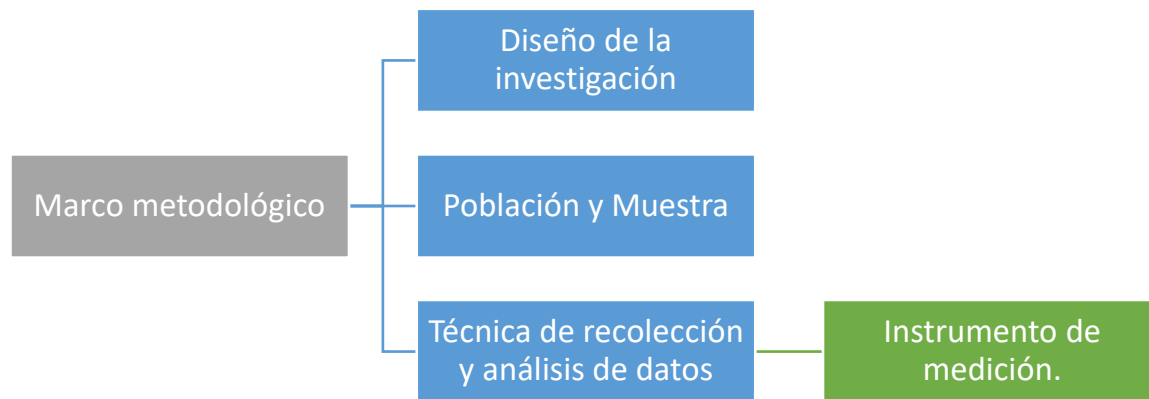 Diseño de la
investigación
Marco metodológico
Población y Muestra
Técnica de recolección
y análisis de datos
Instrumento de
medición.